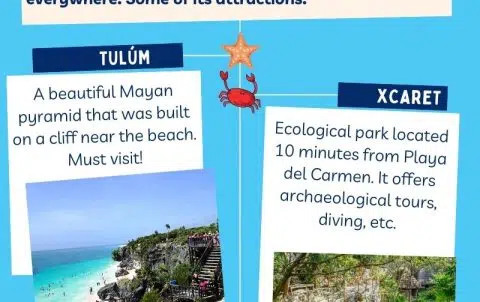 everywhere. Some of its attractions.
TULÚM
A beautiful Mayan
pyramid that was built
on a cliff near the beach.
Must visit!
XCARET
Ecological park located
10 minutes from Playa
del Carmen. It offers
archaeological tours,
diving, etc.